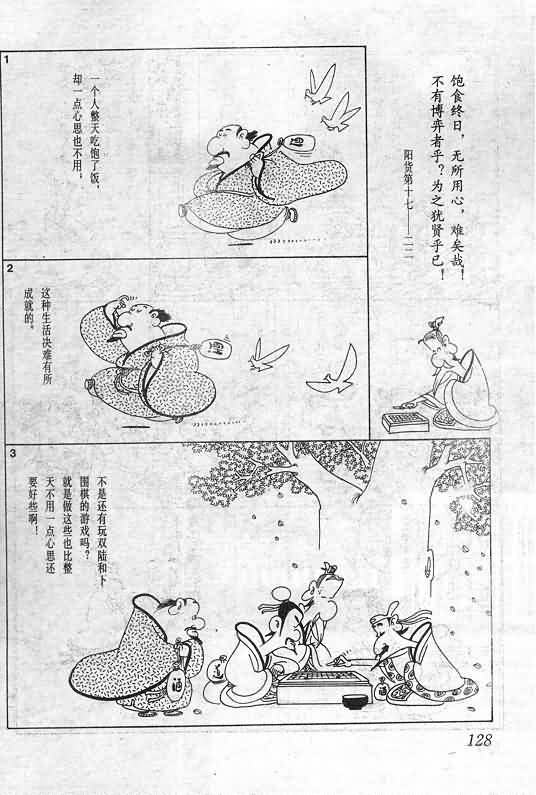 饱食终日，无所用心，难矣哉！
不有博弈者乎？为之犹贤乎已！
阳货第十七——二二
1
一个人整天吃饱了饭，
却一点心思也不用，
酒
2
这种生活决难有所
成就的。
酒
3
不是还有玩双陆和下
围棋的游戏吗？
就是做这些也比整
天不用一点心思还
要好些啊！
酒
128